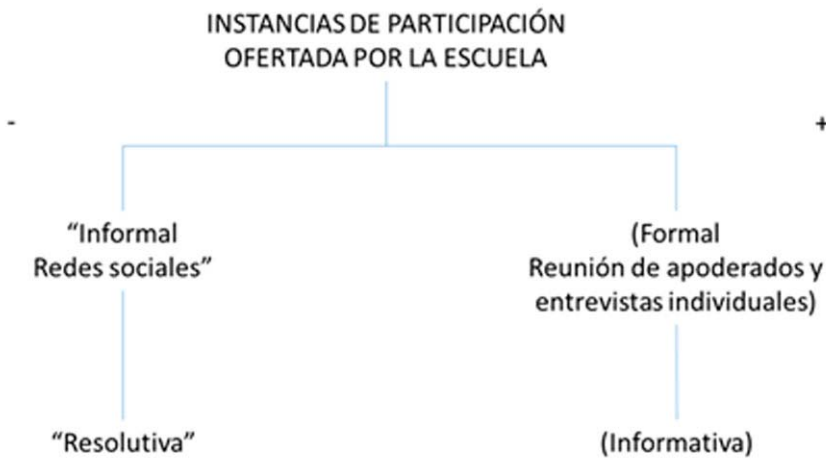 INSTANCIAS DE PARTICIPACIÓN
OFERTADA POR LA ESCUELA
- +
“Informal
Redes sociales”
(Formal
Reunión de apoderados y
entrevistas individuales)
“Resolutiva”
(Informativa)